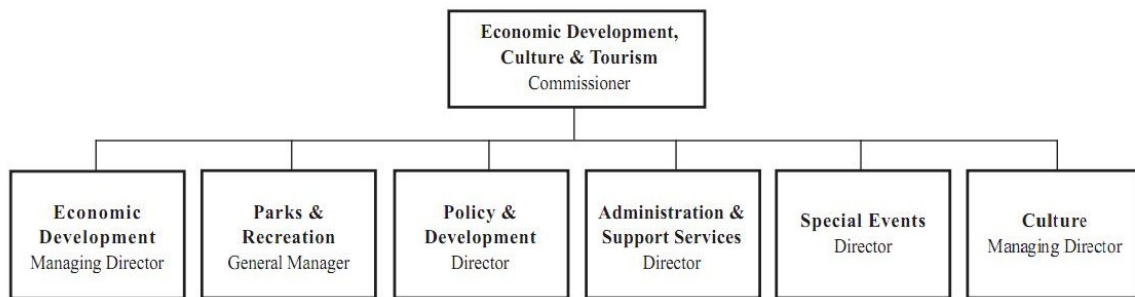 Economic Development,
Culture & Tourism
Commissioner
Economic
Development
Managing Director
Parks &
Recreation
General Manager
Policy &
Development
Director
Administration &
Support Services
Director
Special Events
Director
Culture
Managing Director